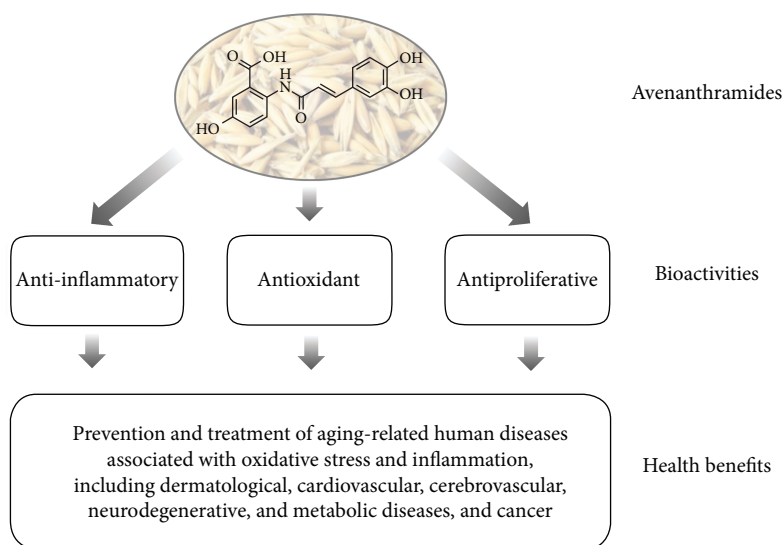 OH
O
H
N
O
HO
OH
OH
Avenanthramides
Anti-inflammatory
Antioxidant
Antiproliferative
Bioactivities
Prevention and treatment of aging-related human diseases
associated with oxidative stress and inflammation,
including dermatological, cardiovascular, cerebrovascular,
neurodegenerative, and metabolic diseases, and cancer
Health benefits